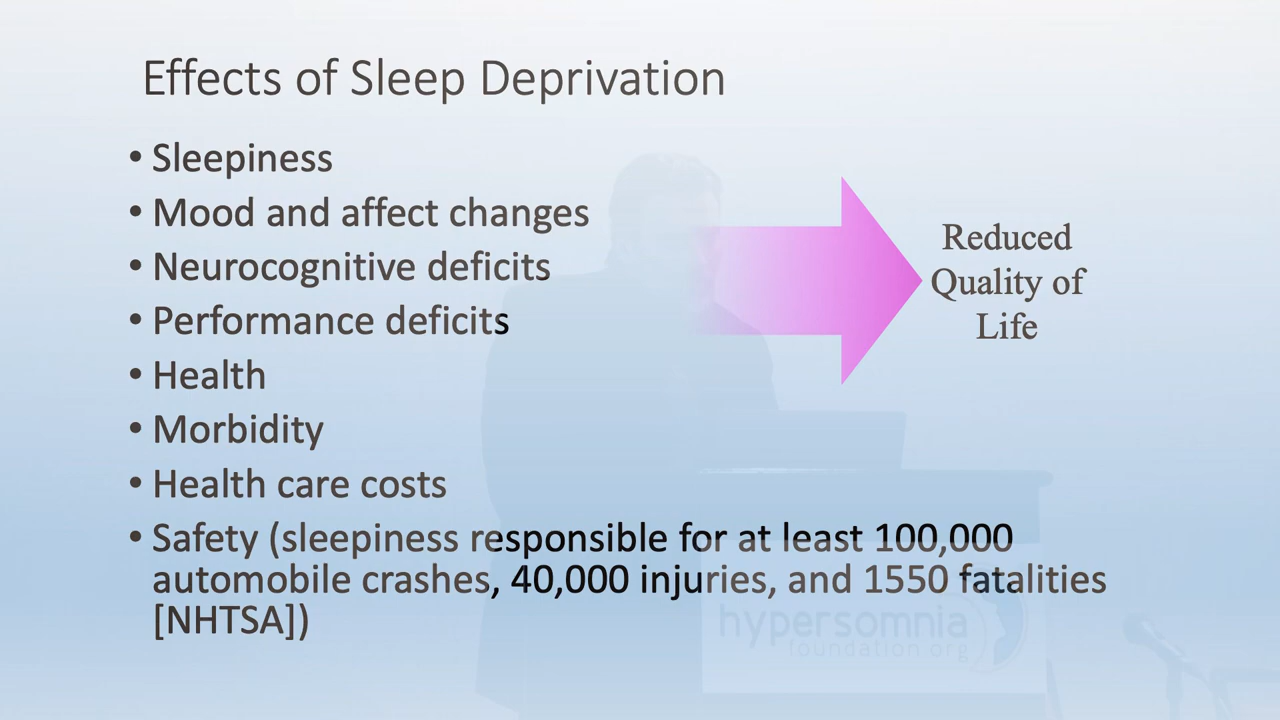 Effects of Sleep Deprivation
• Sleepiness
• Mood and affect changes
• Neurocognitive deficits
• Performance deficits
• Health
• Morbidity
• Health care costs
• Safety (sleepiness responsible for at least 100,000
automobile crashes, 40,000 injuries, and 1550 fatalities
[NHTSA])
Reduced
Quality of
Life
hypersomnia
foundation.org